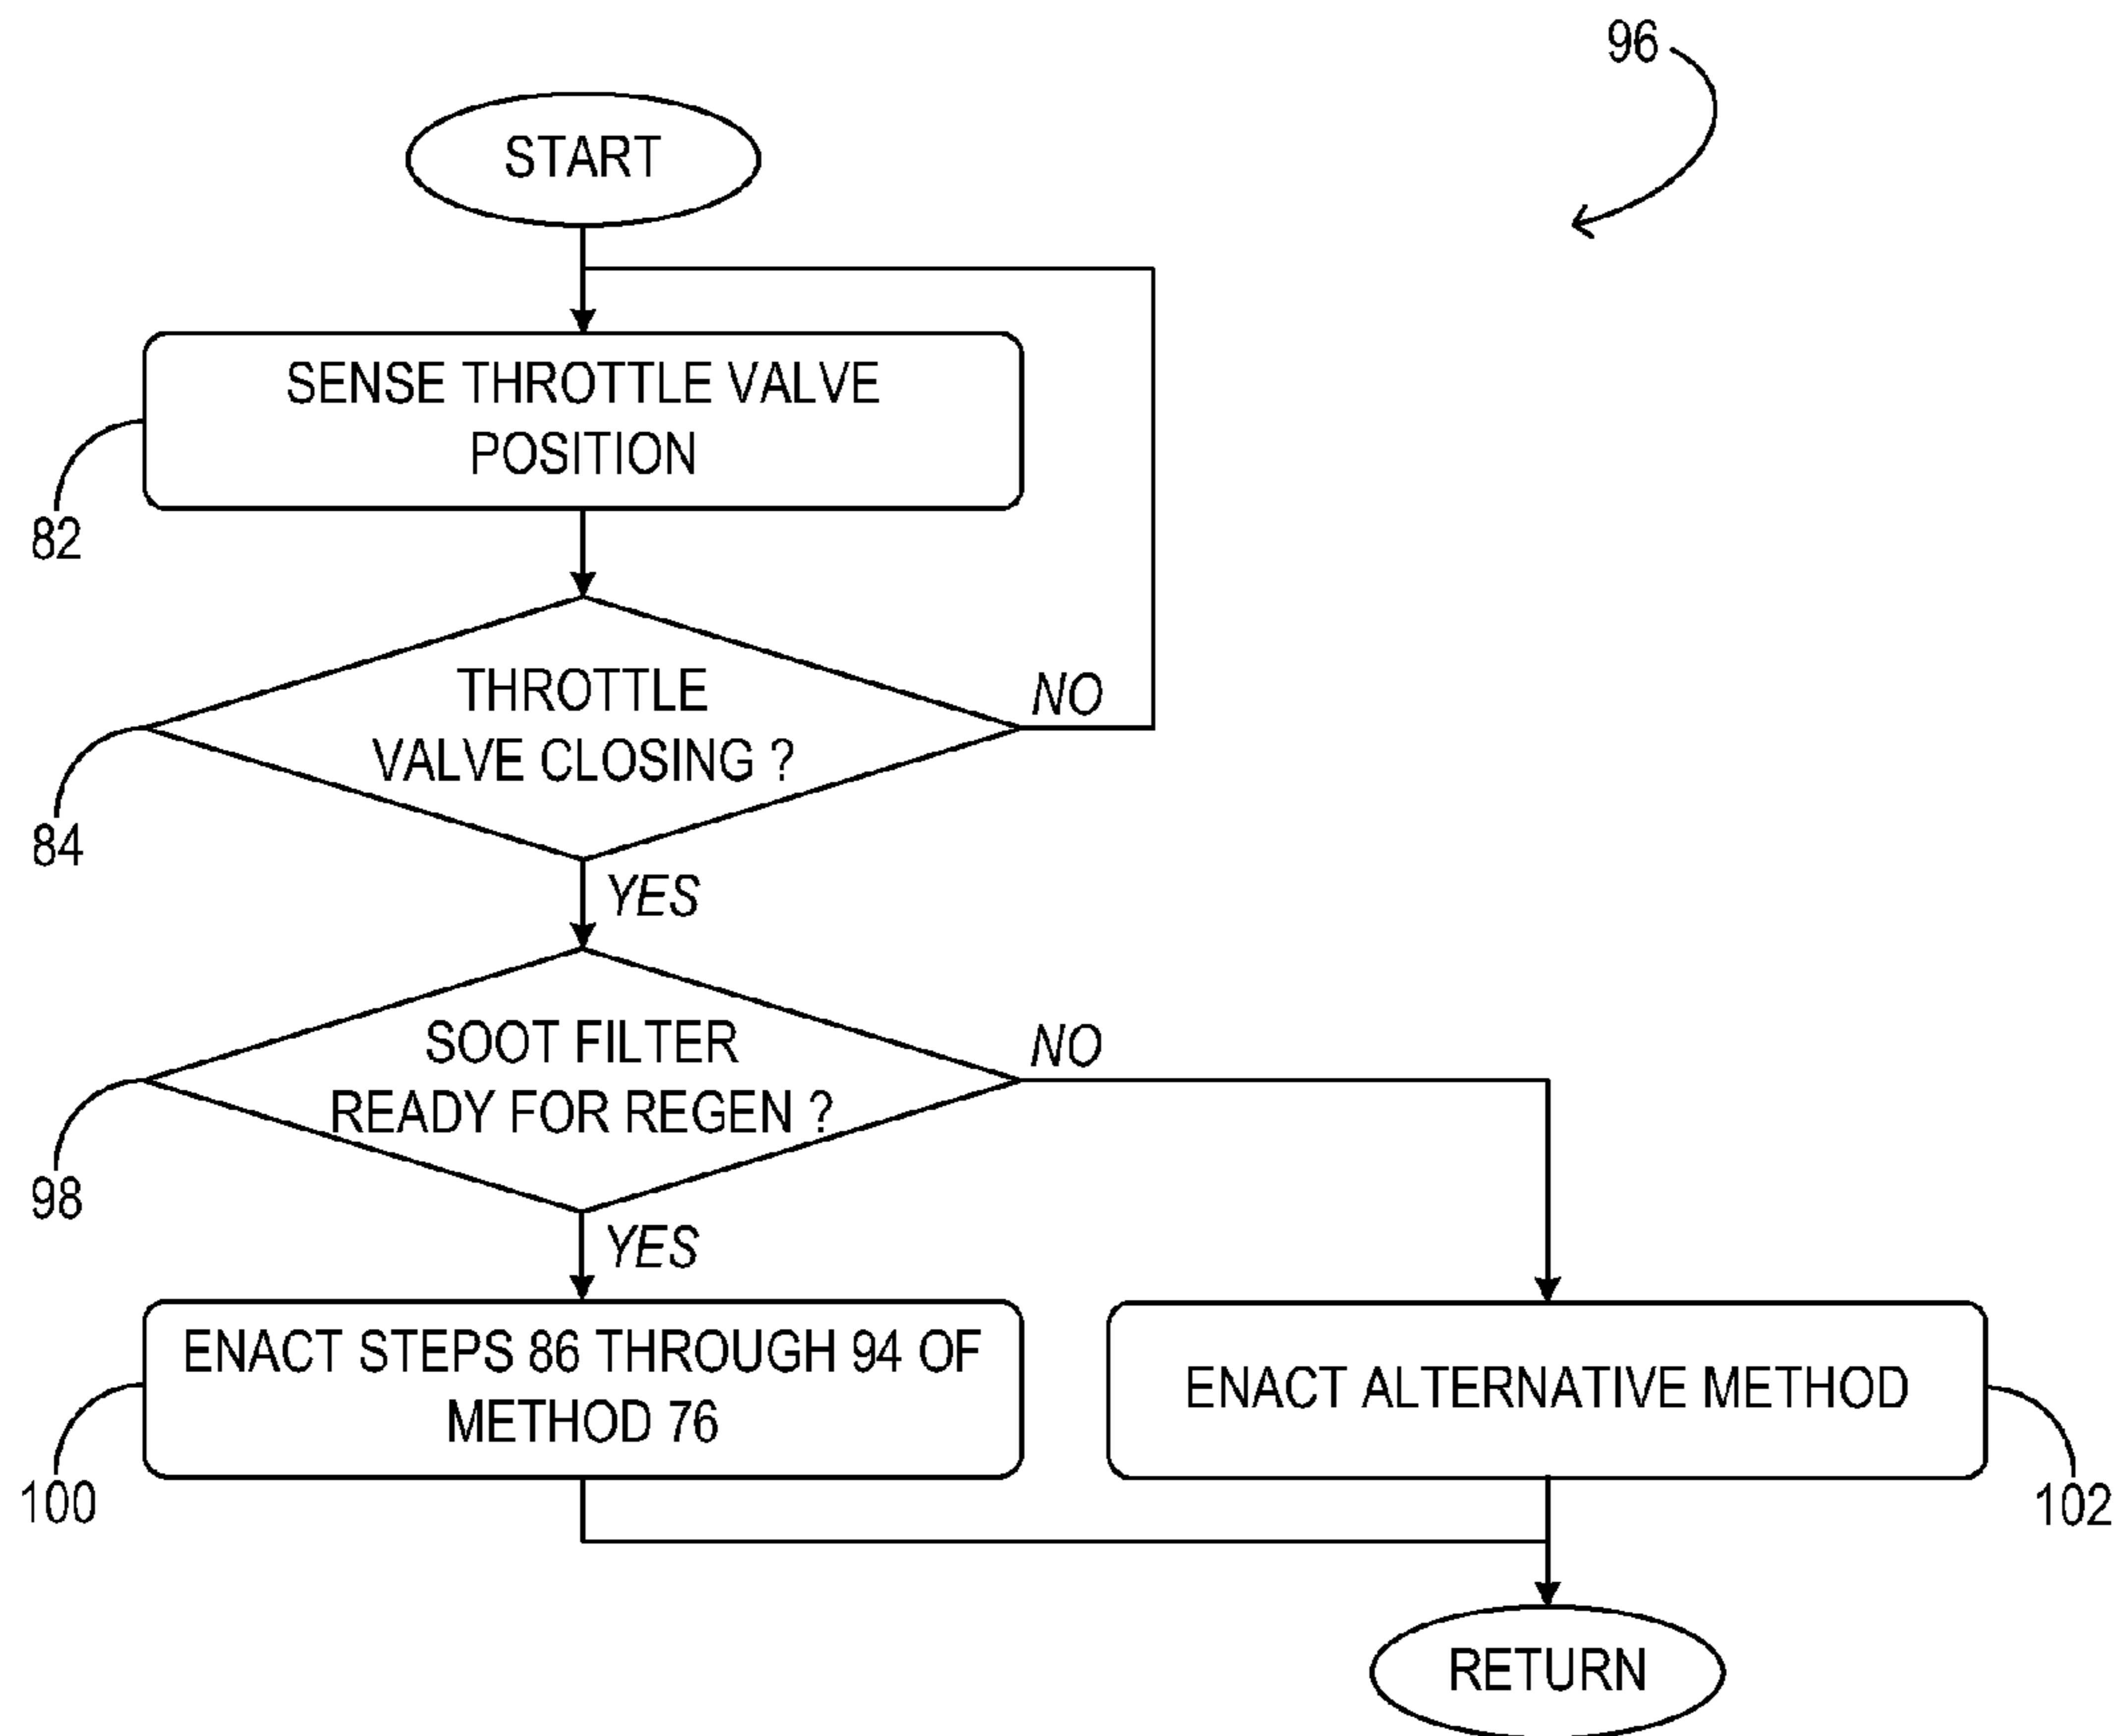 96
START
SENSE THROTTLE VALVE
POSITION
82
THROTTLE
VALVE CLOSING ?
NO
84
YES
SOOT FILTER
READY FOR REGEN ?
NO
98
YES
ENACT STEPS 86 THROUGH 94 OF
METHOD 76
100
ENACT ALTERNATIVE METHOD
102
RETURN